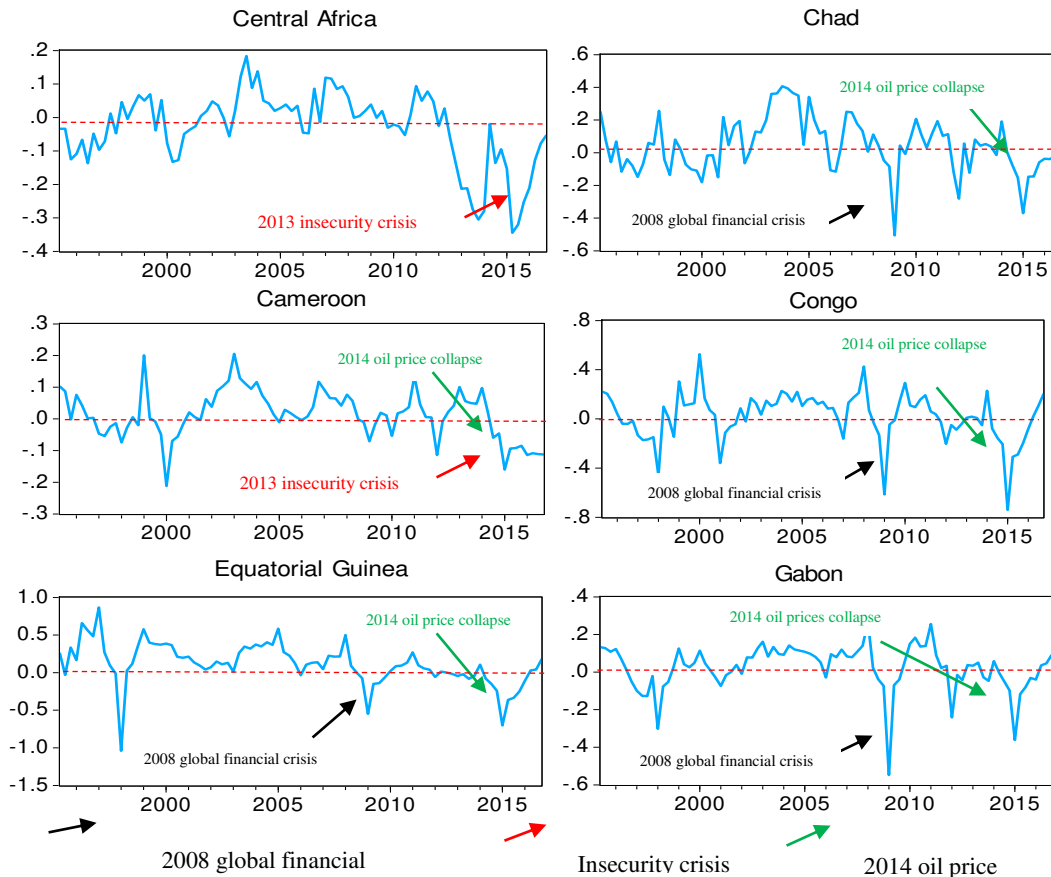 Central Africa
.2
.1
.0
-.1
-.2
-.3
-.4
2013 insecurity crisis
2000 2005 2010 2015
Chad
.6
.4
.2
.0
-.2
-.4
-.6
2014 oil price collapse
2008 global financial crisis
2000 2005 2010 2015
Cameroon
.3
.2
.1
.0
-.1
-.2
-.3
2014 oil price collapse
2013 insecurity crisis
2000 2005 2010 2015
Congo
.8
.4
.0
-.4
-.8
2014 oil price collapse
2008 global financial crisis
2000 2005 2010 2015
Equatorial Guinea
1.0
0.5
0.0
-0.5
-1.0
-1.5
2014 oil price collapse
2008 global financial crisis
2000 2005 2010 2015
Gabon
.4
.2
.0
-.2
-.4
-.6
2014 oil prices collapse
2008 global financial crisis
2000 2005 2010 2015
2008 global financial Insecurity crisis 2014 oil price